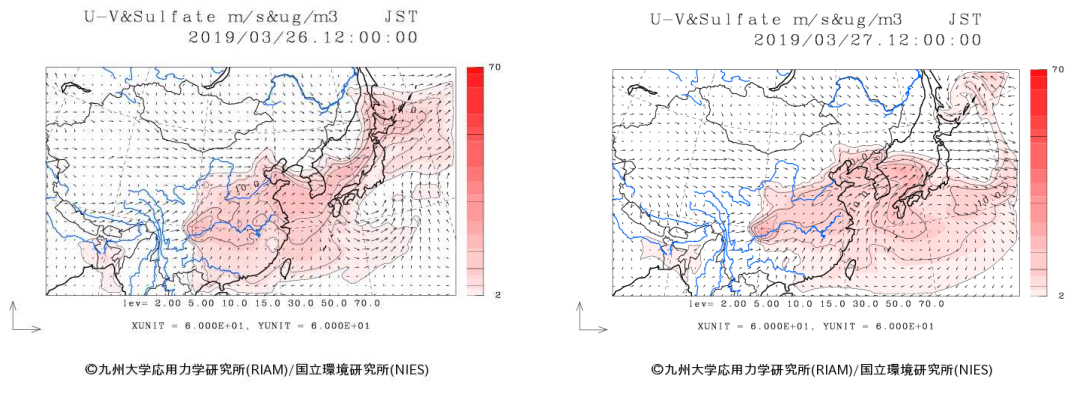 U-V&Sulfate m/s&ug/m3 JST
2019/03/26.12:00:00
70
10.0
2
lev= 2.00 5.00 10.0 15.0 30.0 50.0 70.0
XUNIT = 6.000E+01, YUNIT = 6.000E+01
©九州大学応用力学研究所(RIAM)/国立環境研究所(NIES)
U-V&Sulfate m/s&ug/m3 JST
2019/03/27.12:00:00
70
10.0
2
lev= 2.00 5.00 10.0 15.0 30.0 50.0 70.0
XUNIT = 6.000E+01, YUNIT = 6.000E+01
©九州大学応用力学研究所(RIAM)/国立環境研究所(NIES)